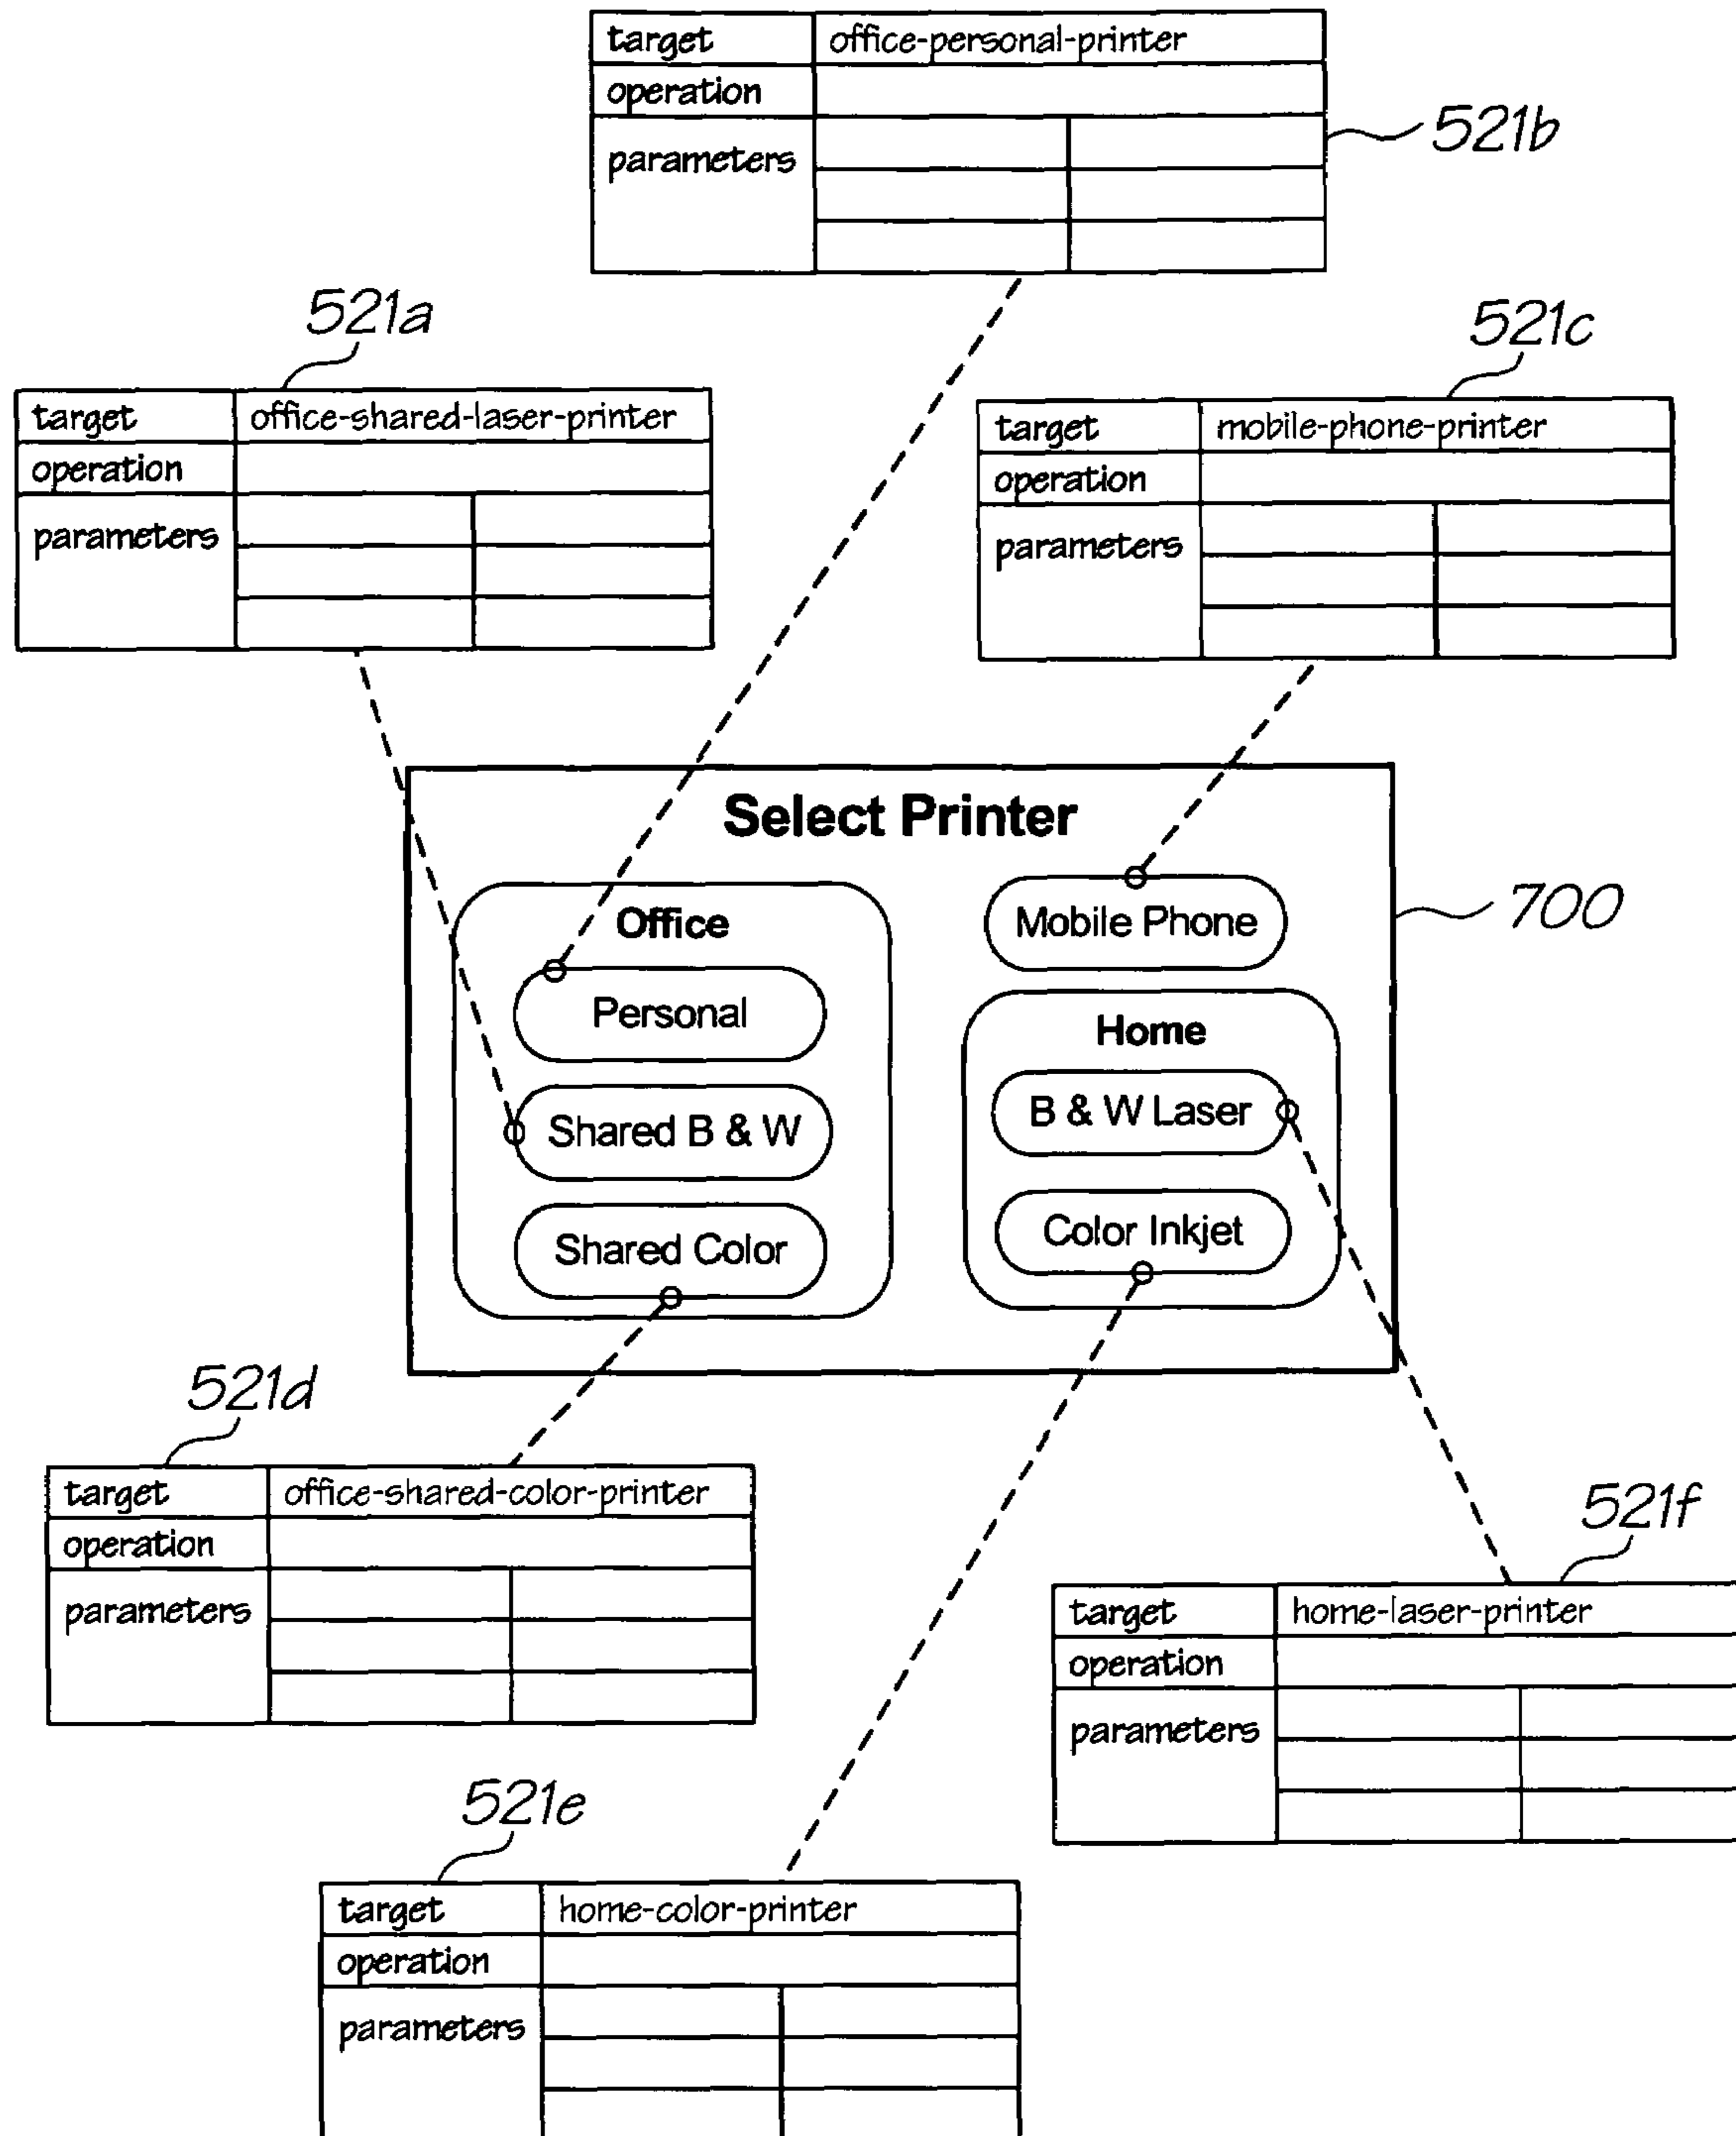 target office-personal-printer
operation
parameters
521b
521a
target office-shared-laser-printer
operation
parameters
521c
target mobile-phone-printer
operation
parameters
Select Printer
700
Office
Personal
Shared B & W
Shared Color
Mobile Phone
Home
B & W Laser
Color Inkjet
521d
target office-shared-color-printer
operation
parameters
521f
target home-laser-printer
operation
parameters
521e
target home-color-printer
operation
parameters